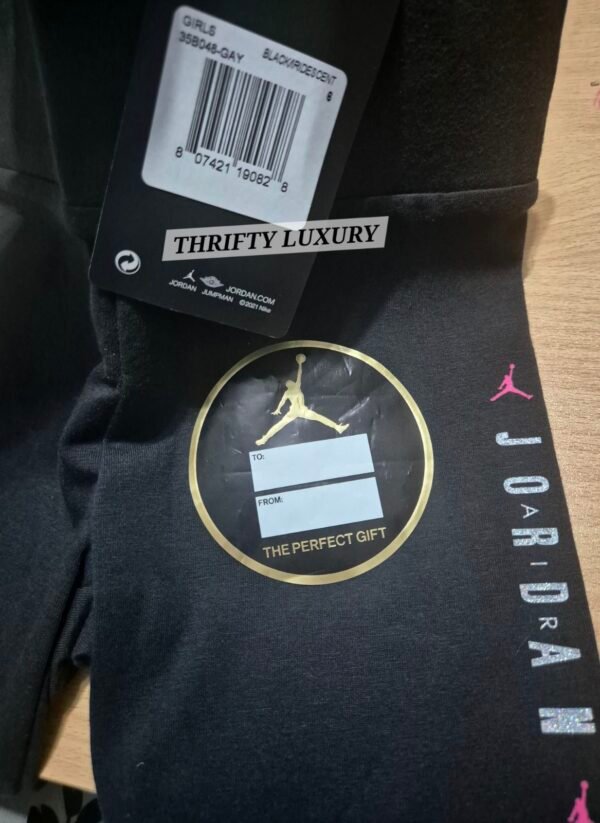 GIRLS
35B046-GAY
BLACK/IRIDESCENT
6
8 07421 19082 8
THRIFTY LUXURY
JORDAN JUMPMAN JORDAN.COM
©2021 Nike
TO:
FROM:
THE PERFECT GIFT
JORDAN
AIR